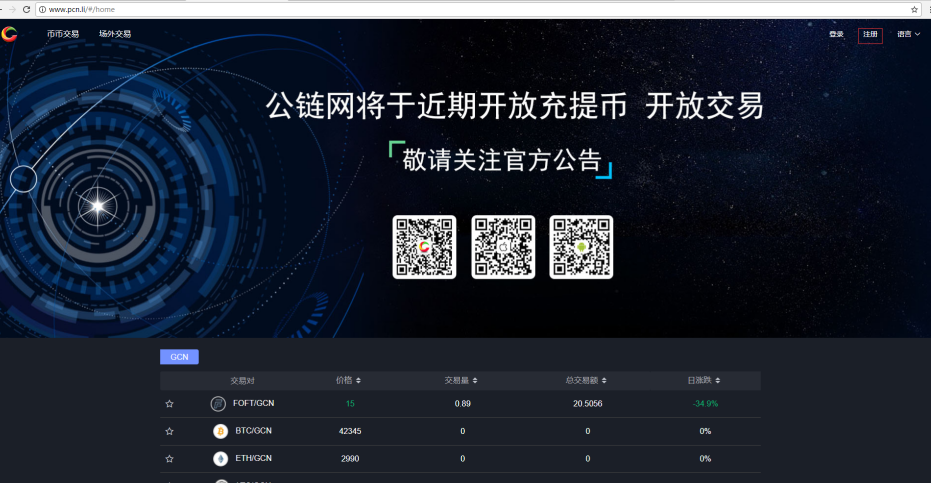 www.pcn.li/#/home
币币交易 场外交易 登录 注册 语言
公链网将于近期开放充提币 开放交易
敬请关注官方公告
GCN
交易对 价格 交易量 总交易额 日涨跌
FOFT/GCN 15 0.89 20.5056 -34.9%
BTC/GCN 42345 0 0 0%
ETH/GCN 2990 0 0 0%